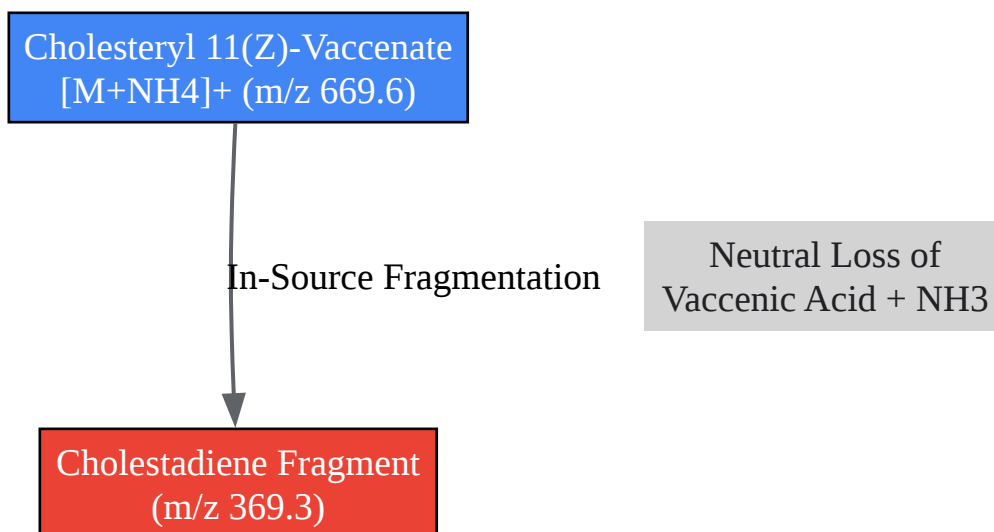 Cholesteryl 11(Z)-Vaccenate
[M+NH4]+ (m/z 669.6)
In-Source Fragmentation
Neutral Loss of
Vaccenic Acid + NH3
Cholestadiene Fragment
(m/z 369.3)